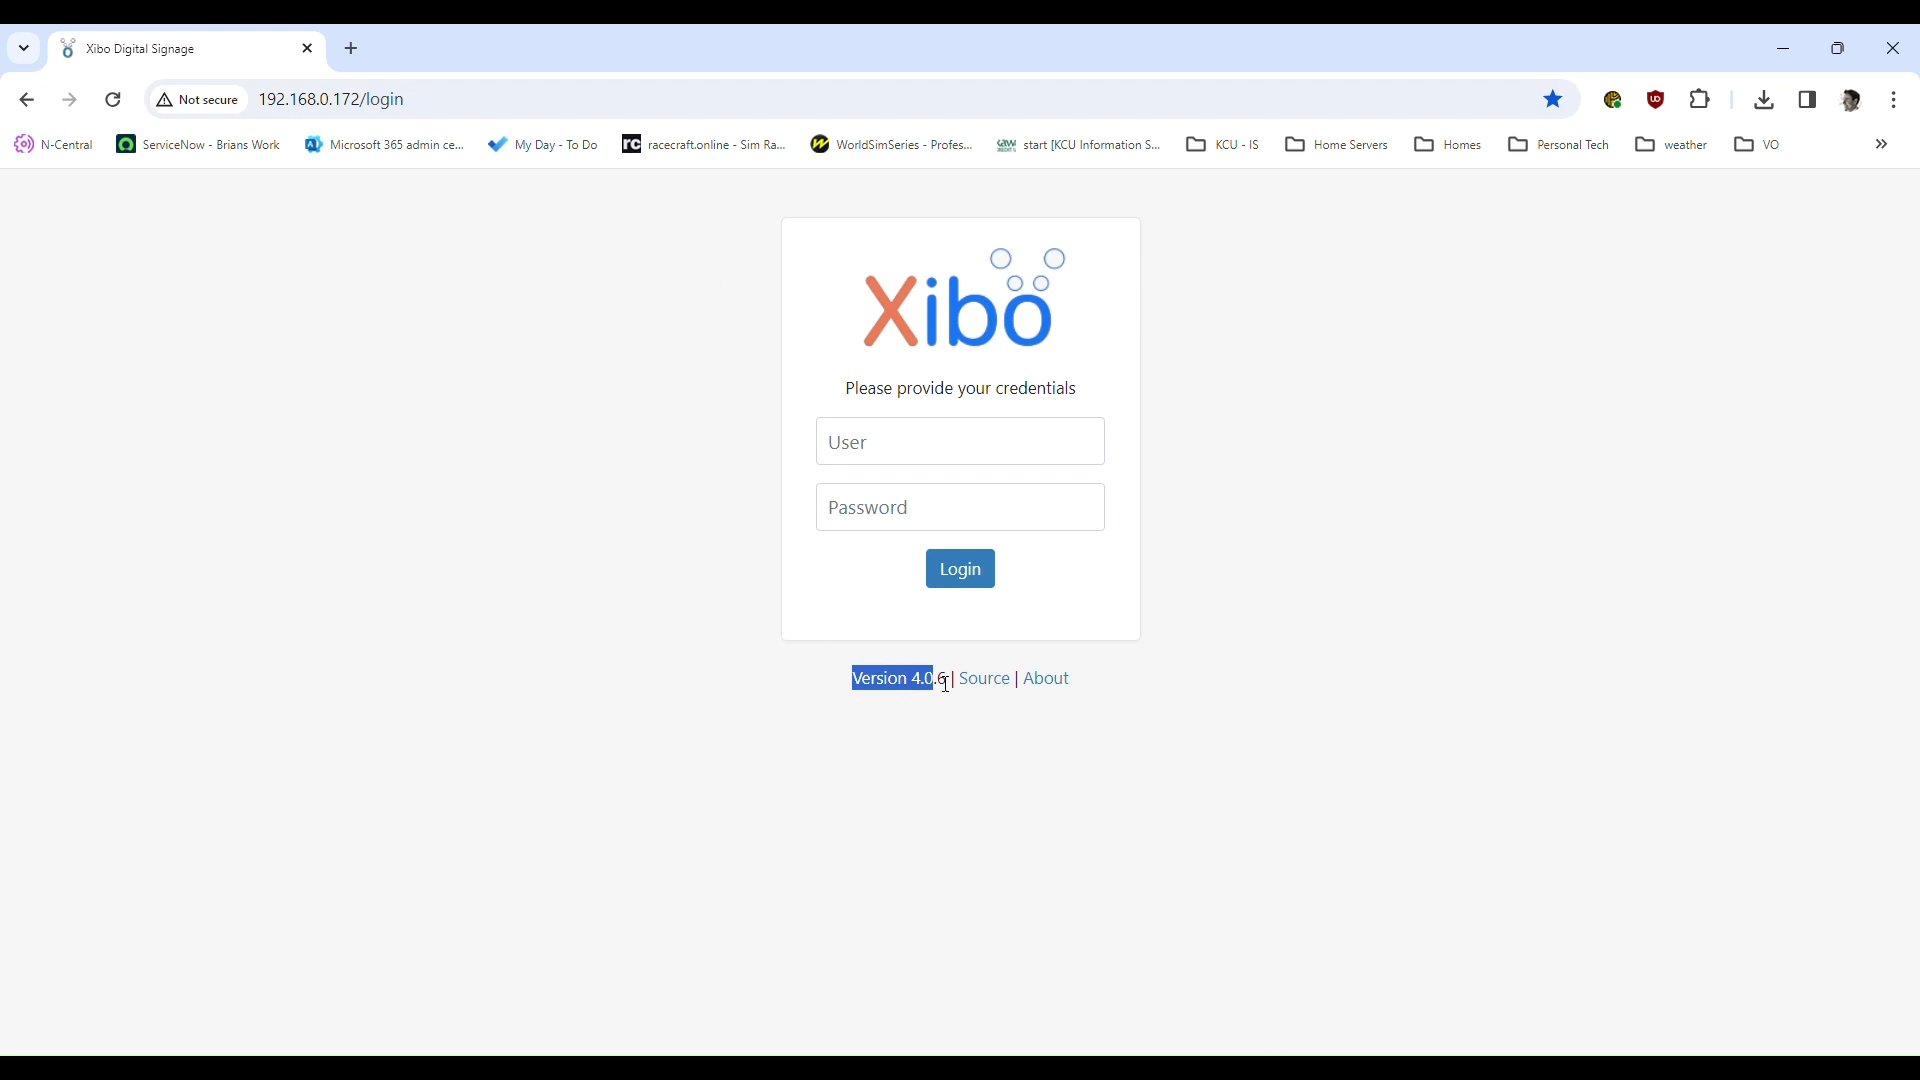 Xibo Digital Signage
Not secure 192.168.0.172/login
N-Central ServiceNow - Brians Work Microsoft 365 admin ce... My Day - To Do rc racecraft.online - Sim Ra... WorldSimSeries - Profes... start [KCU Information S... KCU - IS Home Servers Homes Personal Tech weather VO
Xibo
Please provide your credentials
User
Password
Login
Version 4.0.6 | Source | About